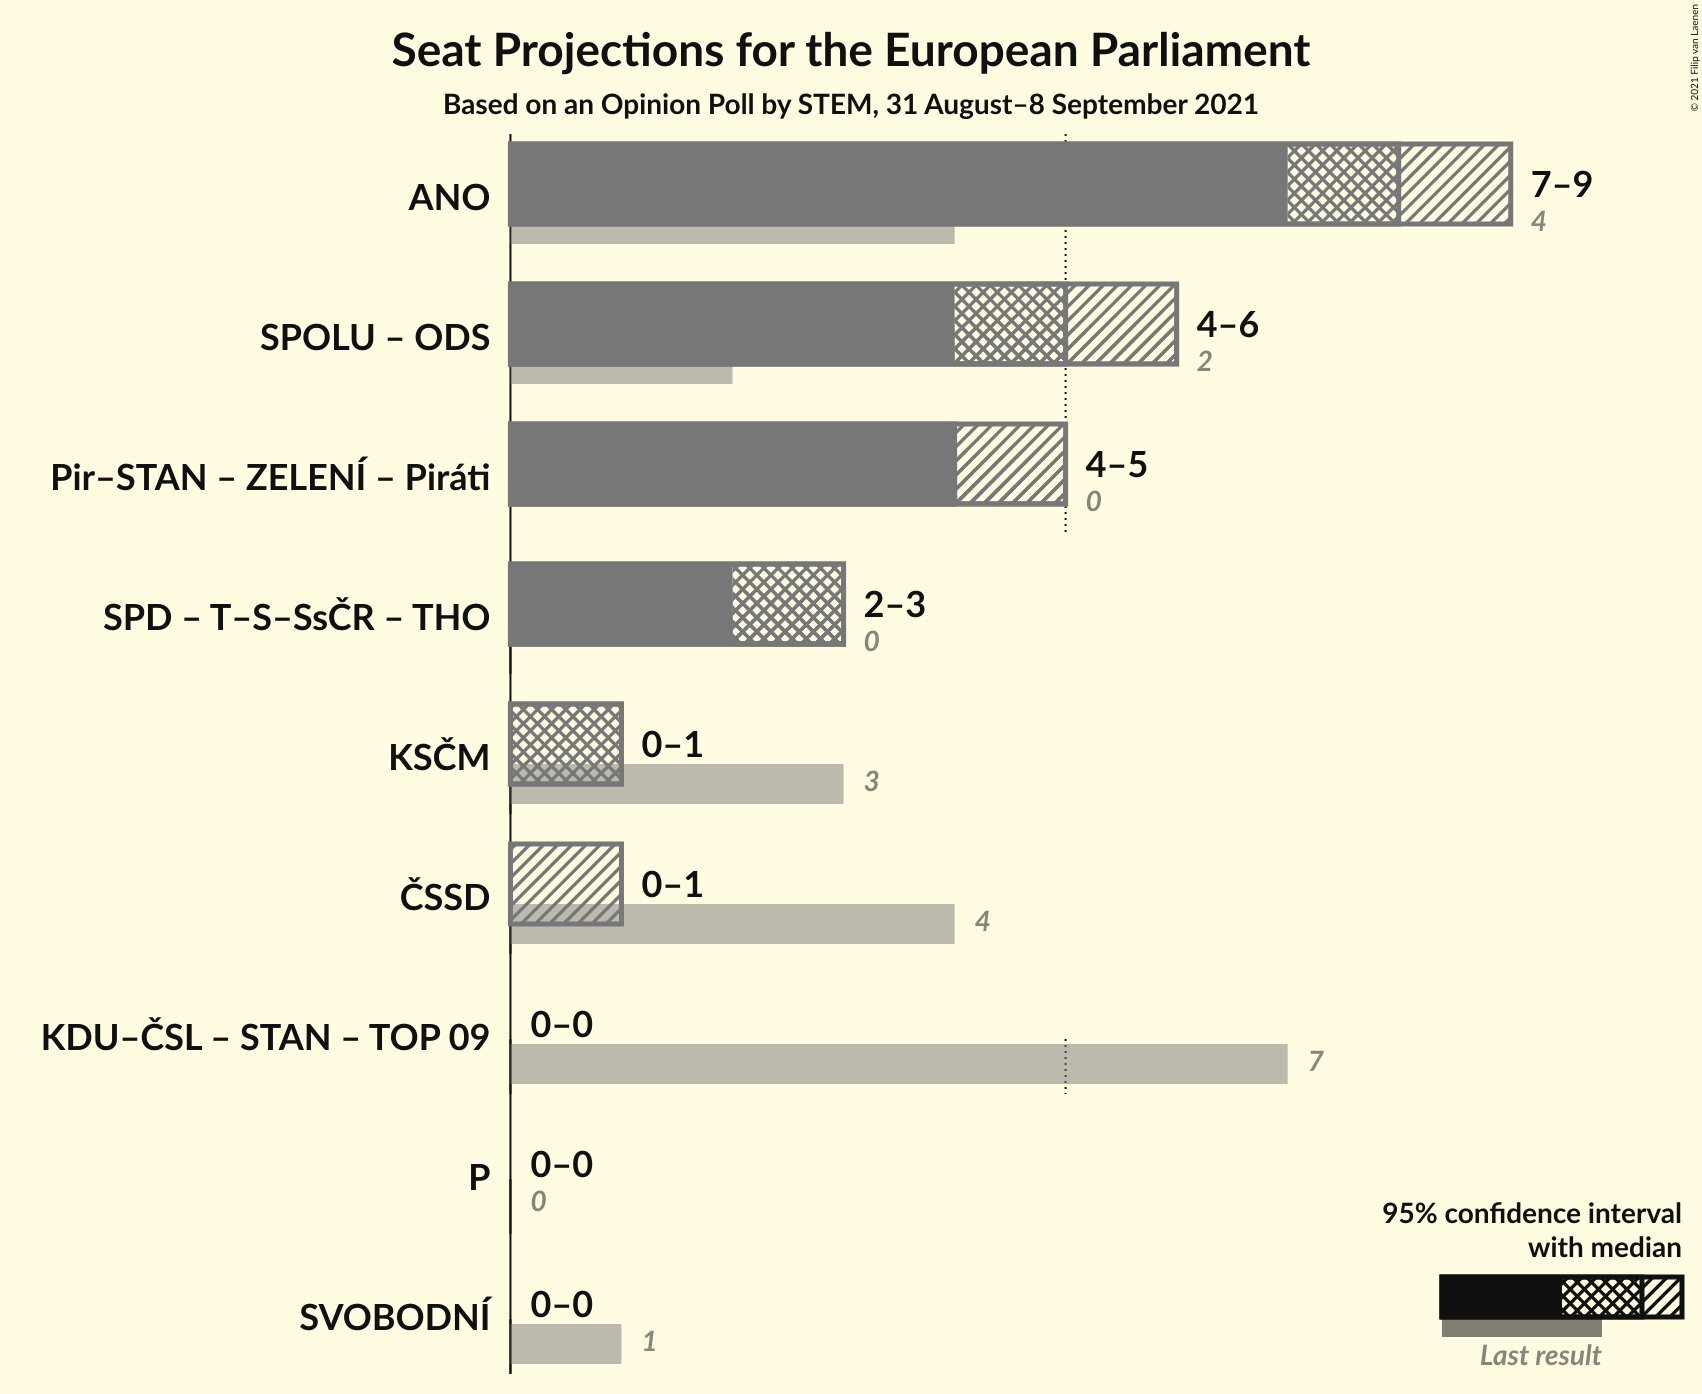 Seat Projections for the European Parliament
Based on an Opinion Poll by STEM, 31 August–8 September 2021
© 2021 Filip van Laenen
ANO
7–9
4
SPOLU – ODS
4–6
2
Pir–STAN – ZELENÍ – Piráti
4–5
0
SPD – T–S–SsČR – THO
2–3
0
KSČM
0–1
3
ČSSD
0–1
4
KDU–ČSL – STAN – TOP 09
0–0
7
P
0–0
0
SVOBODNÍ
0–0
1
95% confidence interval
with median
Last result